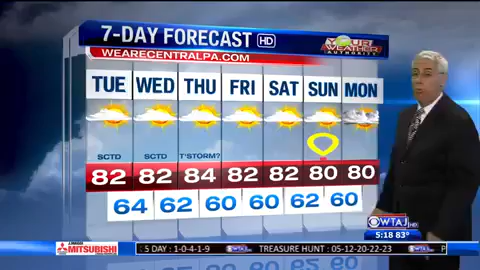 7-DAY FORECAST HD
WEARECENTRALPA.COM
YOUR
WEATHER
AUTHORITY
TUE WED THU FRI SAT SUN MON
SCTD SCTD T'STORM?
82 82 84 82 82 80 80
64 62 60 60 62 60
WTAJ HD
5:18 83°
MITSUBISHI
5 DAY : 1-0-4-1-9 WTAJ TREASURE HUNT : 05-12-20-22-23 WTAJ